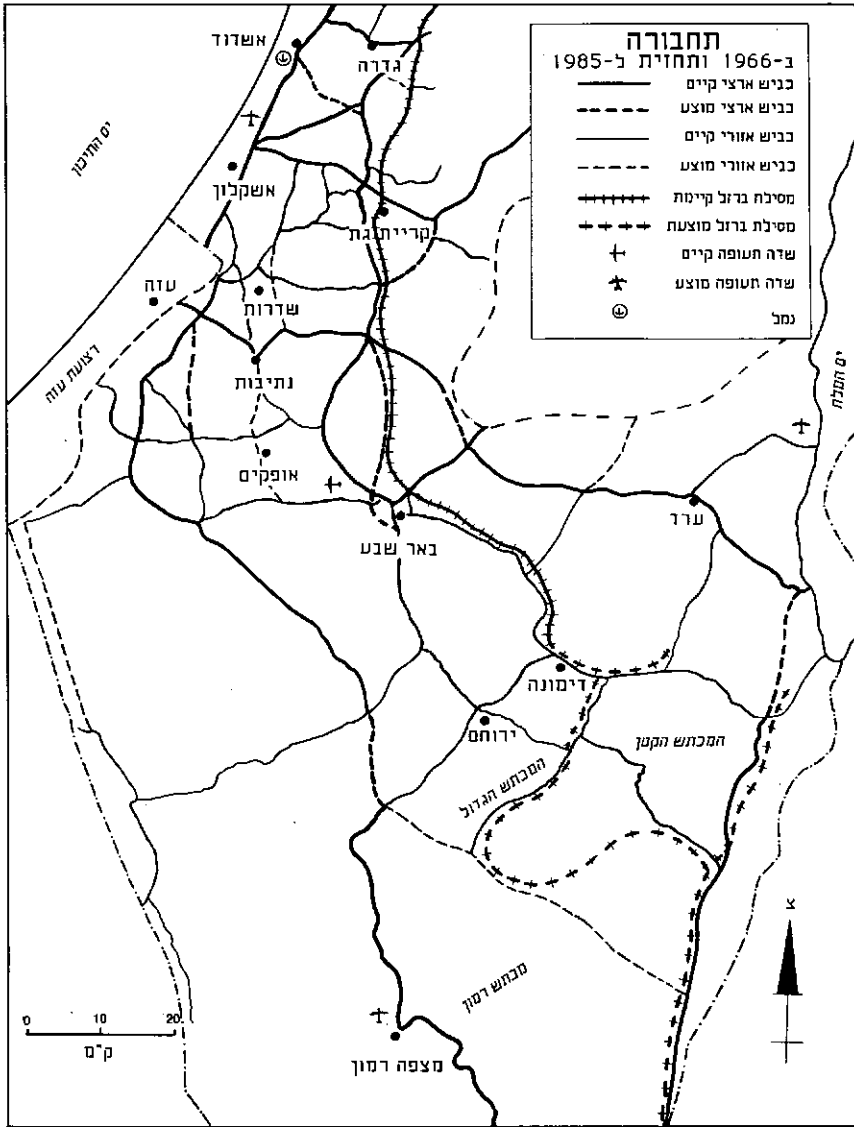 תחבורה
ב-1966 ותחזית ל-1985
כביש ארצי קיים
כביש ארצי מוצע
כביש אזורי קיים
כביש אזורי מוצע
מסילת ברזל קיימת
מסילת ברזל מוצעת
שדה תעופה קיים
שדה תעופה מוצע
נמל
אשדוד
גדרה
ים התיכון
אשקלון
קריית גת
עזה
שדרות
רצועת עזה
נתיבות
ים המלח
אופקים
ערד
באר שבע
דימונה
ירוחם
המכתש הקטן
המכתש הגדול
מכתש רמון
מצפה רמון
צ
0 10 20
ק"מ